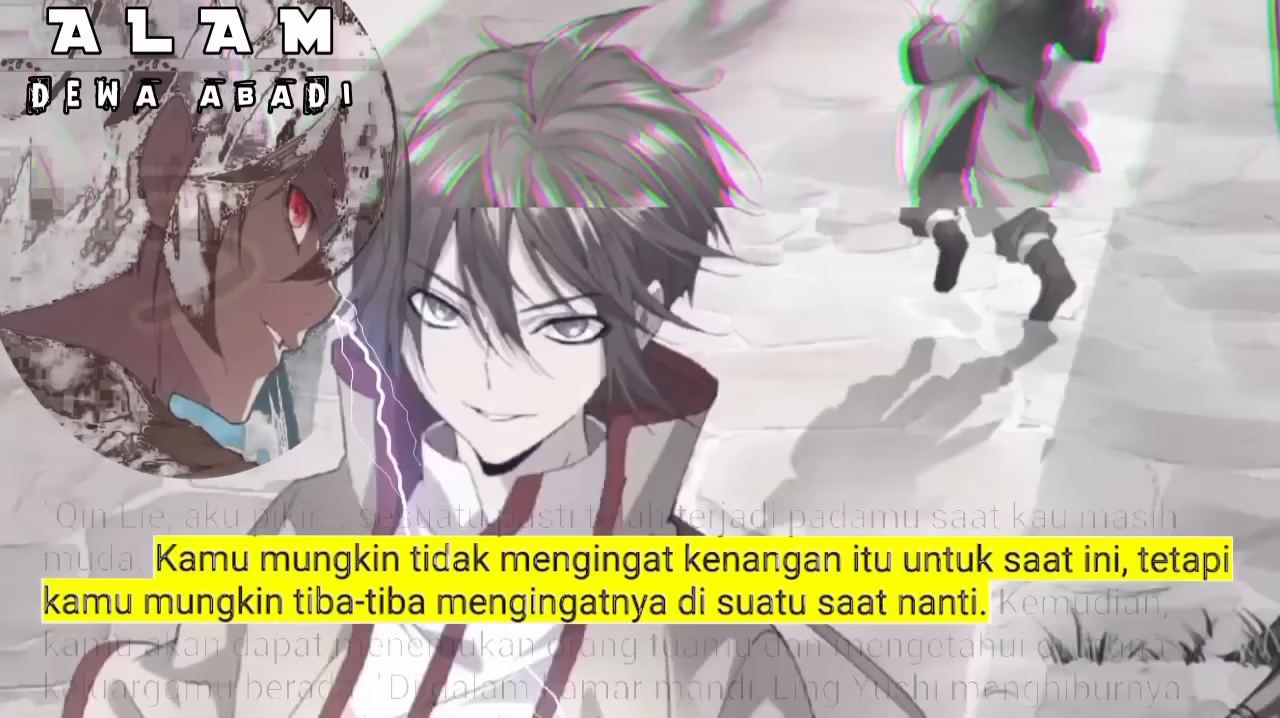 ALAM
DEWA ABADI
'Qin Lie, aku pikir... sesuatu pasti telah terjadi padamu saat kau masih
muda. Kamu mungkin tidak mengingat kenangan itu untuk saat ini, tetapi
kamu mungkin tiba-tiba mengingatnya di suatu saat nanti. Kemudian,
kamu akan dapat menemukan orang tuamu dan mengetahui di mana
keluargamu berada. 'Di dalam kamar mandi, Ling Yushi menghiburnya